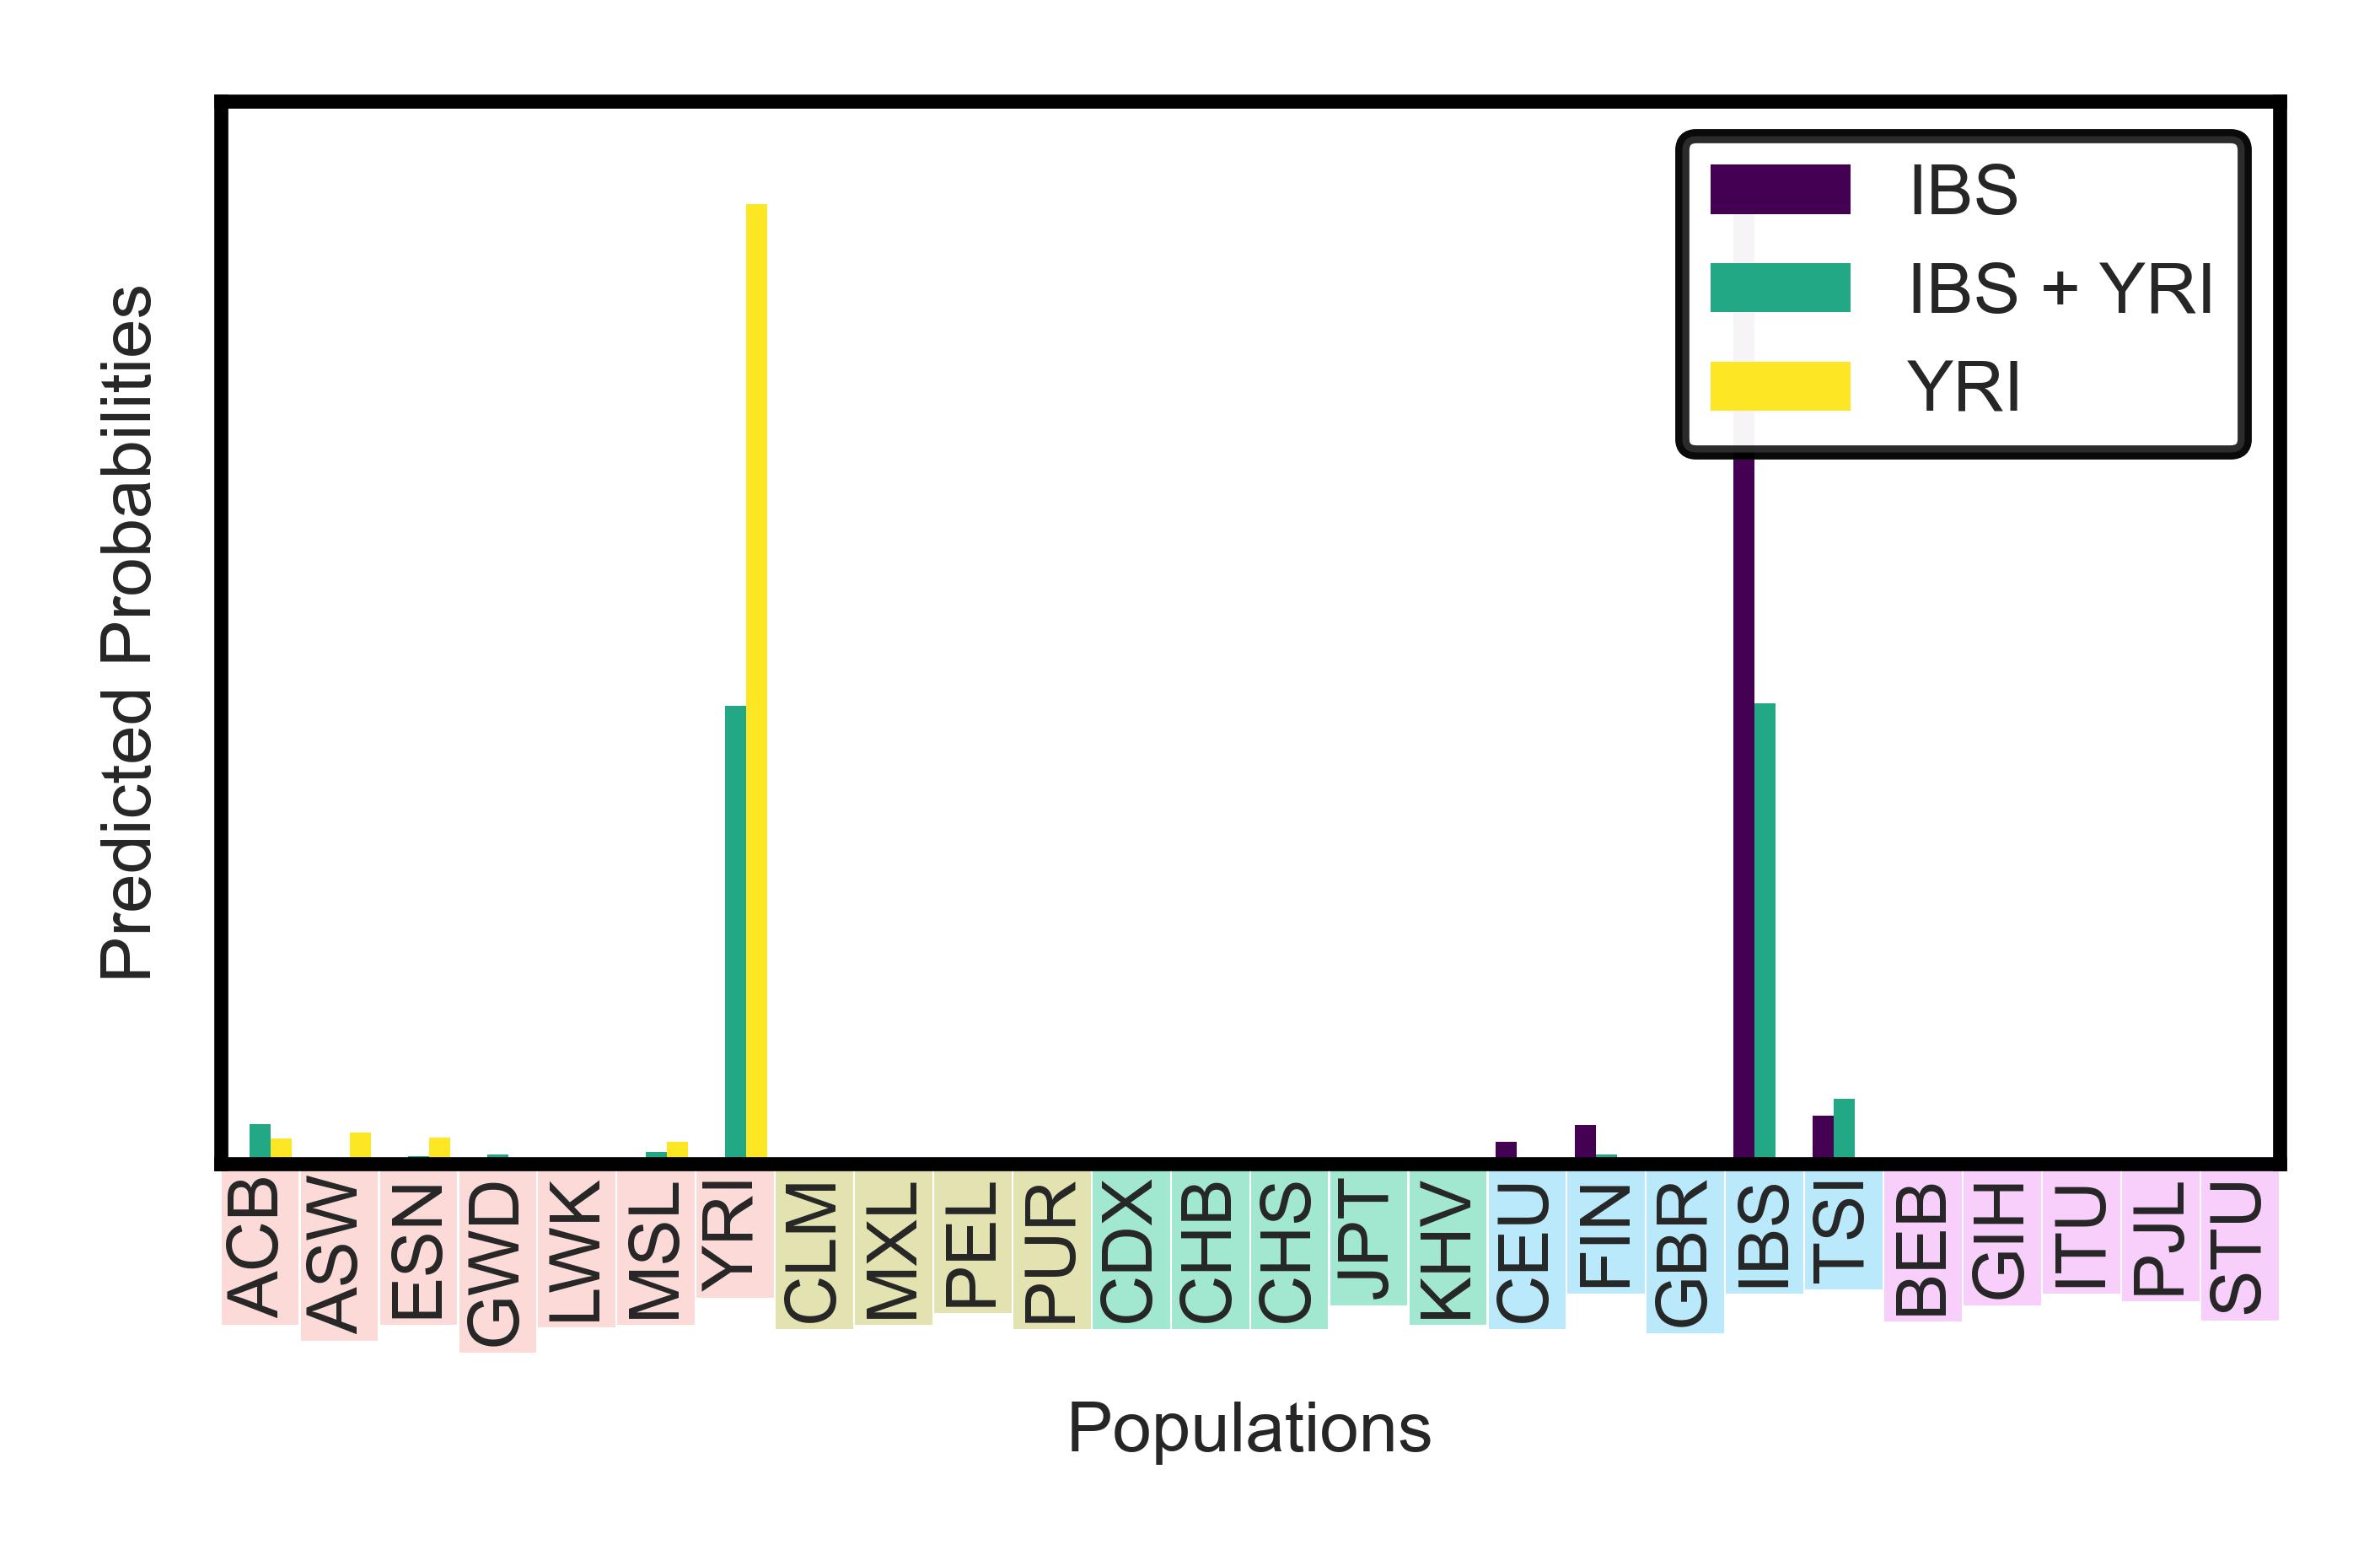 IBS
IBS + YRI
YRI
Predicted Probabilities
ACB
ASW
ESN
GWD
LWK
MSL
YRI
CLM
MXL
PEL
PUR
CDX
CHB
CHS
JPT
KHV
CEU
FIN
GBR
IBS
TSI
BEB
GIH
ITU
PJL
STU
Populations